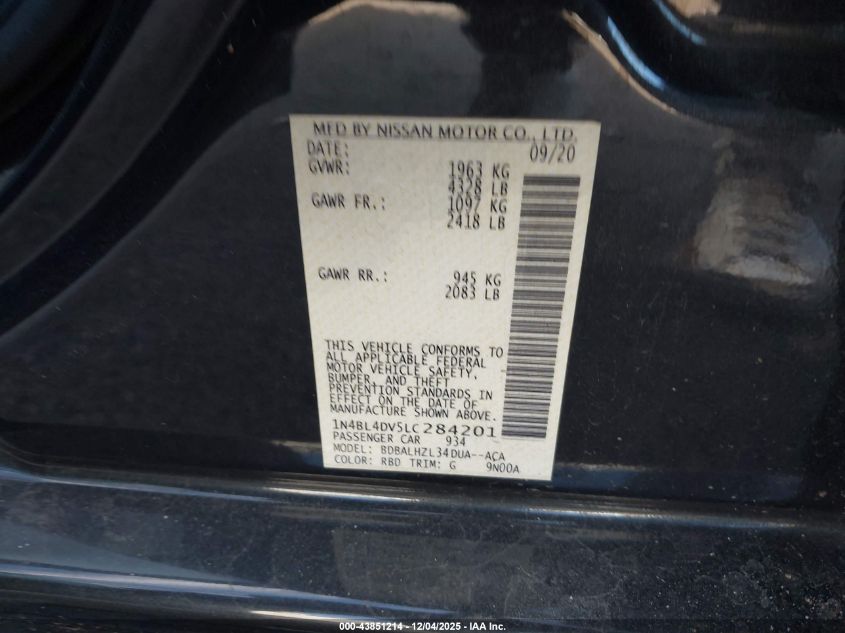 MFD BY NISSAN MOTOR CO., LTD.
DATE: 09/20
GVWR: 1963 KG
4328 LB
GAWR FR.: 1097 KG
2418 LB
GAWR RR.: 945 KG
2083 LB
THIS VEHICLE CONFORMS TO
ALL APPLICABLE FEDERAL
MOTOR VEHICLE SAFETY,
BUMPER, AND THEFT
PREVENTION STANDARDS IN
EFFECT ON THE DATE OF
MANUFACTURE SHOWN ABOVE.
1N4BL4DV5LC284201
PASSENGER CAR 934
MODEL: BDBALHZL34DUA--ACA
COLOR: RBD TRIM: G 9N00A
000-43851214 - 12/04/2025 - IAA Inc.